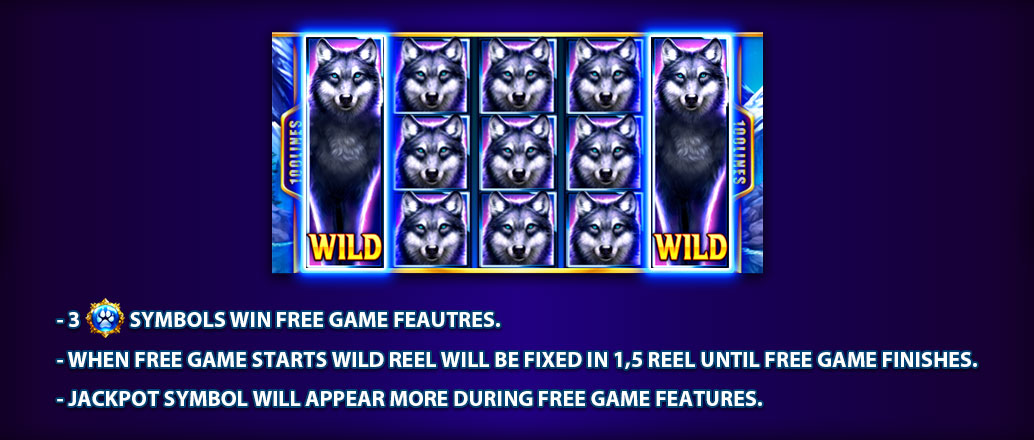 100LINES
100LINES
WILD
WILD
- 3 SYMBOLS WIN FREE GAME FEAUTRES.
- WHEN FREE GAME STARTS WILD REEL WILL BE FIXED IN 1,5 REEL UNTIL FREE GAME FINISHES.
- JACKPOT SYMBOL WILL APPEAR MORE DURING FREE GAME FEATURES.